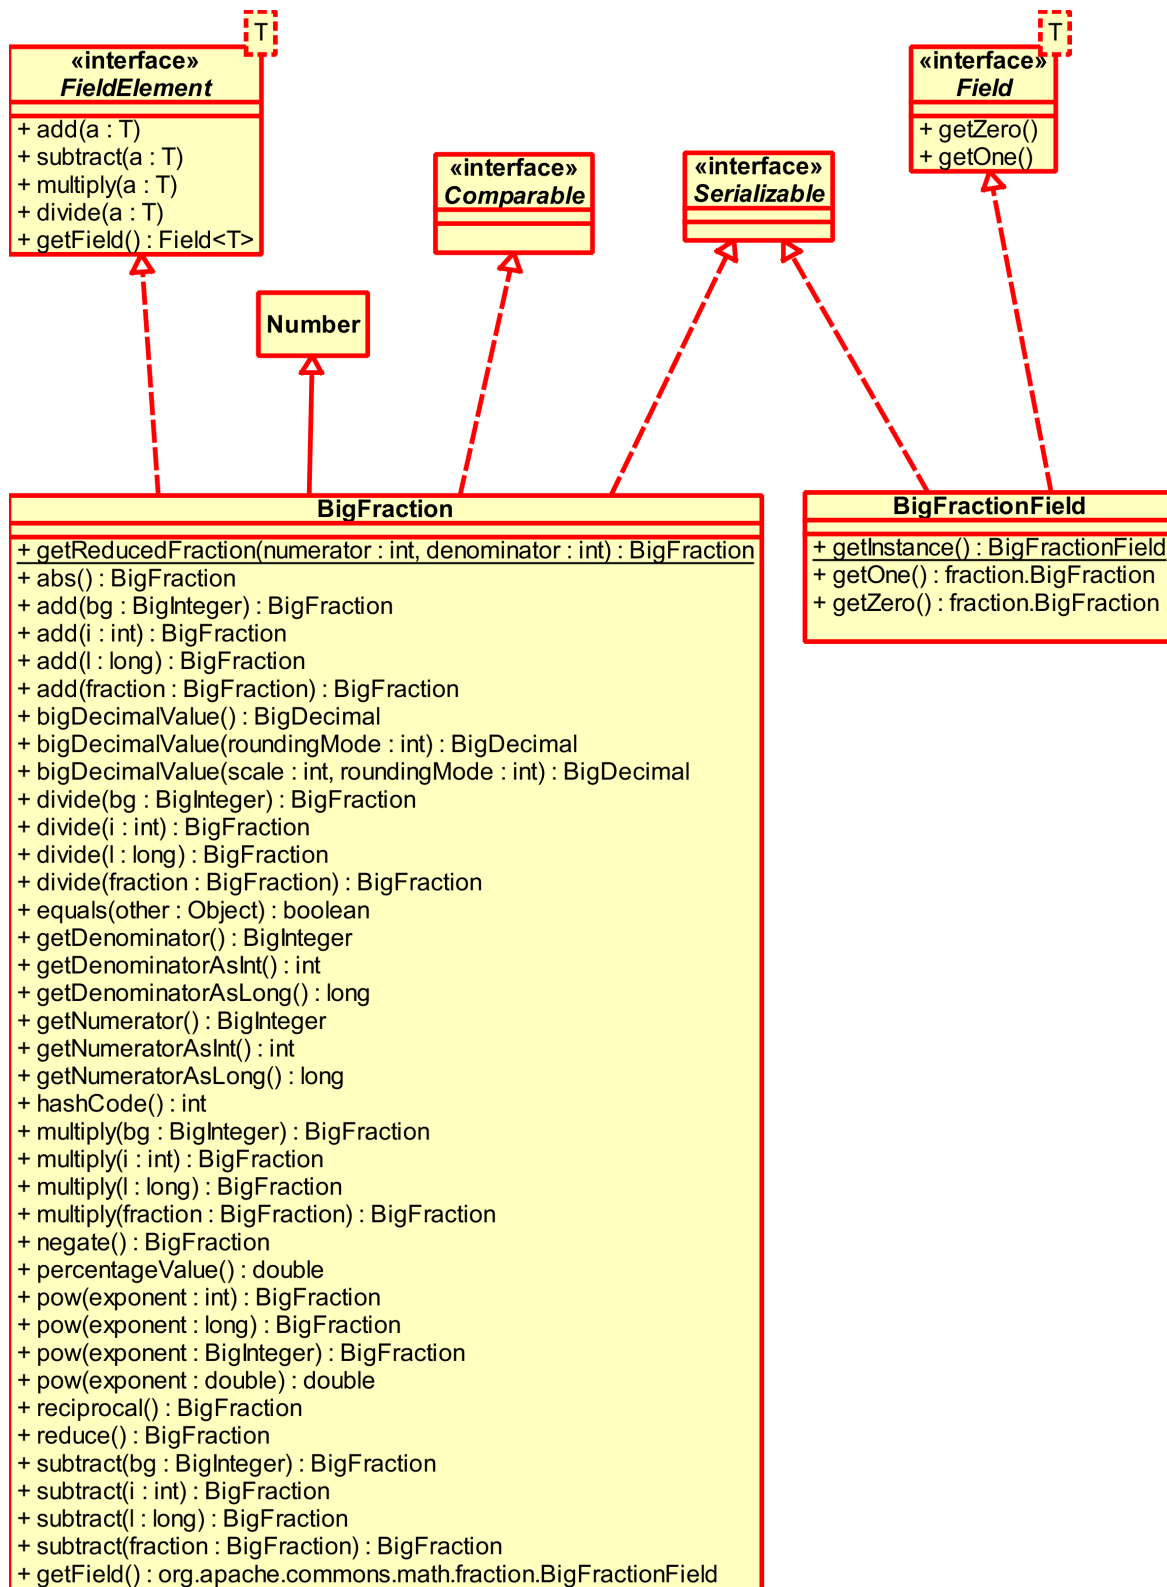 T
«interface»
FieldElement
+ add(a : T)
+ subtract(a : T)
+ multiply(a : T)
+ divide(a : T)
+ getField() : Field<T>
«interface»
Comparable
«interface»
Serializable
T
«interface»
Field
+ getZero()
+ getOne()
Number
BigFraction
+ getReducedFraction(numerator : int, denominator : int) : BigFraction
+ abs() : BigFraction
+ add(bg : BigInteger) : BigFraction
+ add(i : int) : BigFraction
+ add(l : long) : BigFraction
+ add(fraction : BigFraction) : BigFraction
+ bigDecimalValue() : BigDecimal
+ bigDecimalValue(roundingMode : int) : BigDecimal
+ bigDecimalValue(scale : int, roundingMode : int) : BigDecimal
+ divide(bg : BigInteger) : BigFraction
+ divide(i : int) : BigFraction
+ divide(l : long) : BigFraction
+ divide(fraction : BigFraction) : BigFraction
+ equals(other : Object) : boolean
+ getDenominator() : BigInteger
+ getDenominatorAsInt() : int
+ getDenominatorAsLong() : long
+ getNumerator() : BigInteger
+ getNumeratorAsInt() : int
+ getNumeratorAsLong() : long
+ hashCode() : int
+ multiply(bg : BigInteger) : BigFraction
+ multiply(i : int) : BigFraction
+ multiply(l : long) : BigFraction
+ multiply(fraction : BigFraction) : BigFraction
+ negate() : BigFraction
+ percentageValue() : double
+ pow(exponent : int) : BigFraction
+ pow(exponent : long) : BigFraction
+ pow(exponent : BigInteger) : BigFraction
+ pow(exponent : double) : double
+ reciprocal() : BigFraction
+ reduce() : BigFraction
+ subtract(bg : BigInteger) : BigFraction
+ subtract(i : int) : BigFraction
+ subtract(l : long) : BigFraction
+ subtract(fraction : BigFraction) : BigFraction
+ getField() : org.apache.commons.math.fraction.BigFractionField
BigFractionField
+ getInstance() : BigFractionField
+ getOne() : fraction.BigFraction
+ getZero() : fraction.BigFraction